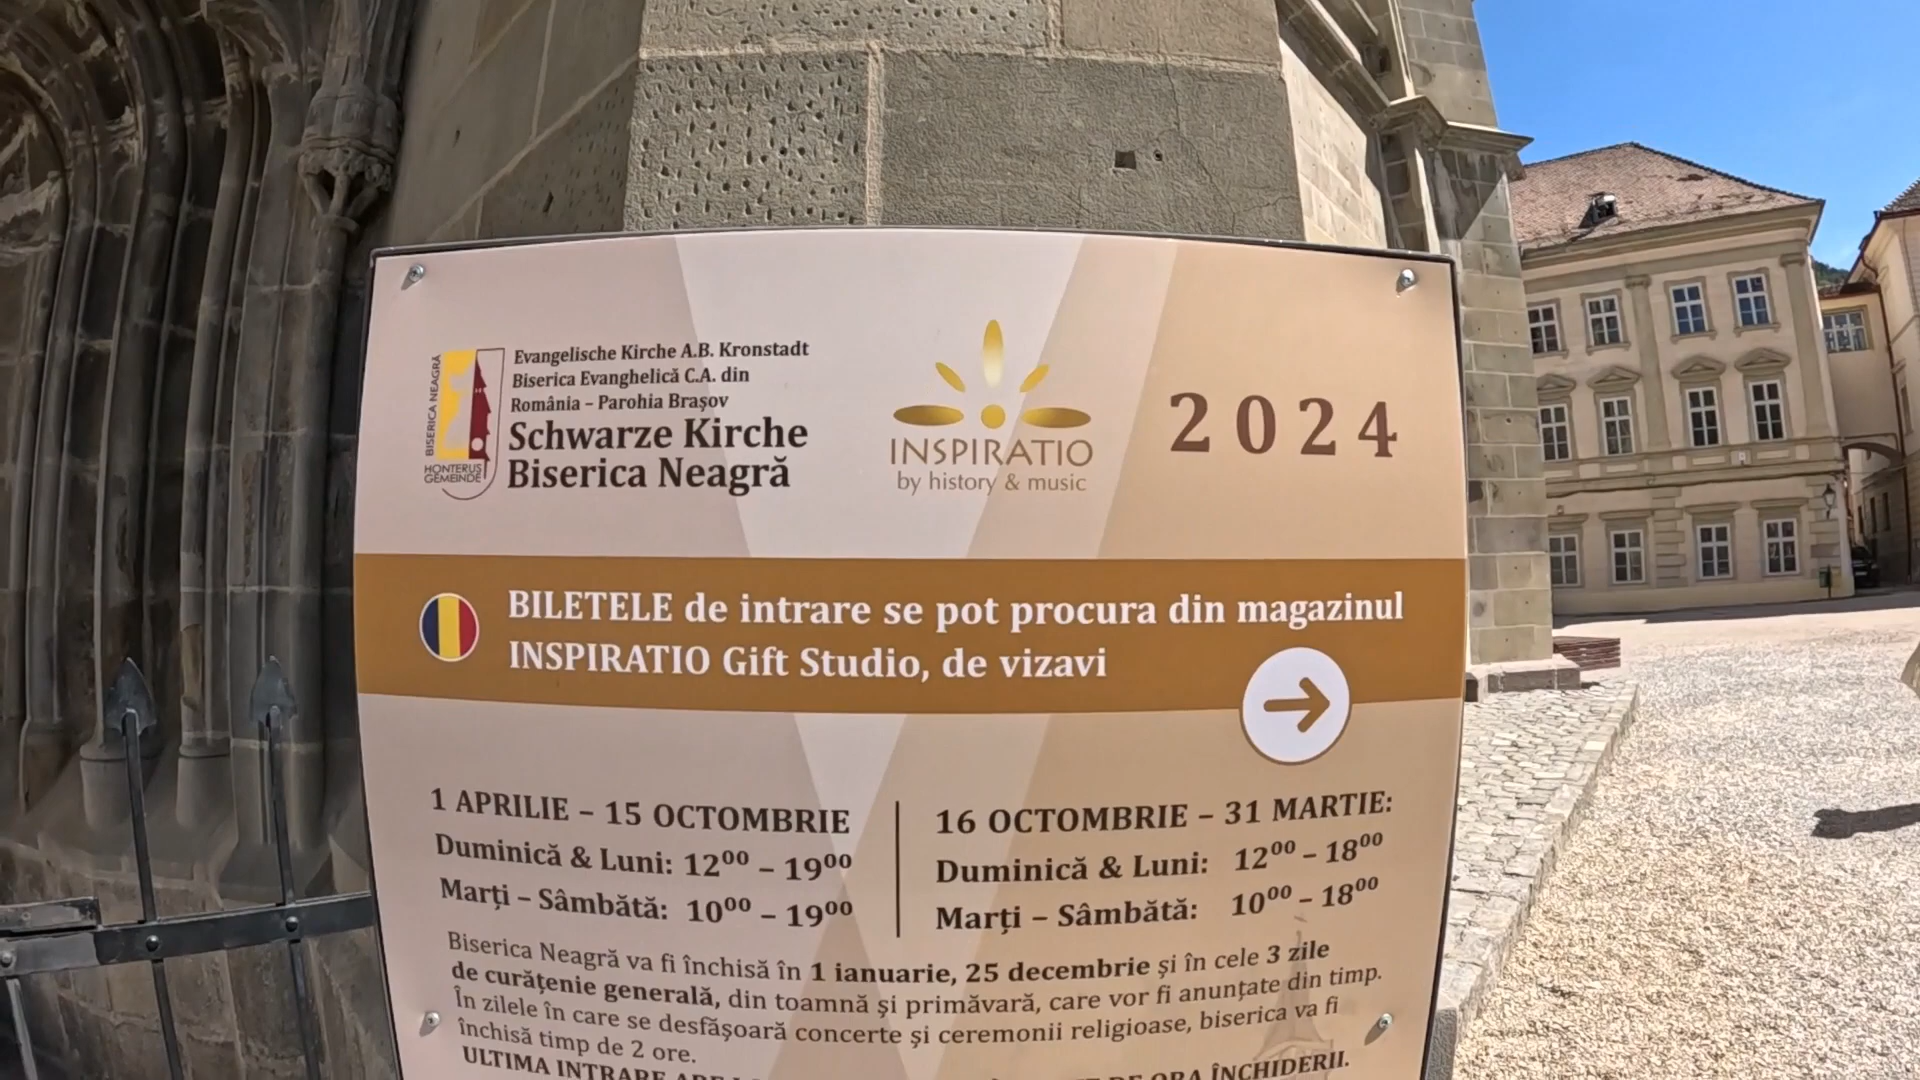 BISERICA NEAGRĂ
HONTERUS
GEMEINDE
Evangelische Kirche A.B. Kronstadt
Biserica Evanghelică C.A. din
România – Parohia Brașov
Schwarze Kirche
Biserica Neagră
INSPIRATIO
by history & music
2024
BILETELE de intrare se pot procura din magazinul
INSPIRATIO Gift Studio, de vizavi
1 APRILIE – 15 OCTOMBRIE
Duminică & Luni: 12⁰⁰ – 19⁰⁰
Marți – Sâmbătă: 10⁰⁰ – 19⁰⁰
16 OCTOMBRIE – 31 MARTIE:
Duminică & Luni: 12⁰⁰ – 18⁰⁰
Marți – Sâmbătă: 10⁰⁰ – 18⁰⁰
Biserica Neagră va fi închisă în 1 ianuarie, 25 decembrie și în cele 3 zile
de curățenie generală, din toamnă și primăvară, care vor fi anunțate din timp.
În zilele în care se desfășoară concerte și ceremonii religioase, biserica va fi
închisă timp de 2 ore.
ULTIMA INTRARE ARE DE ORA ÎNCHIDERII.